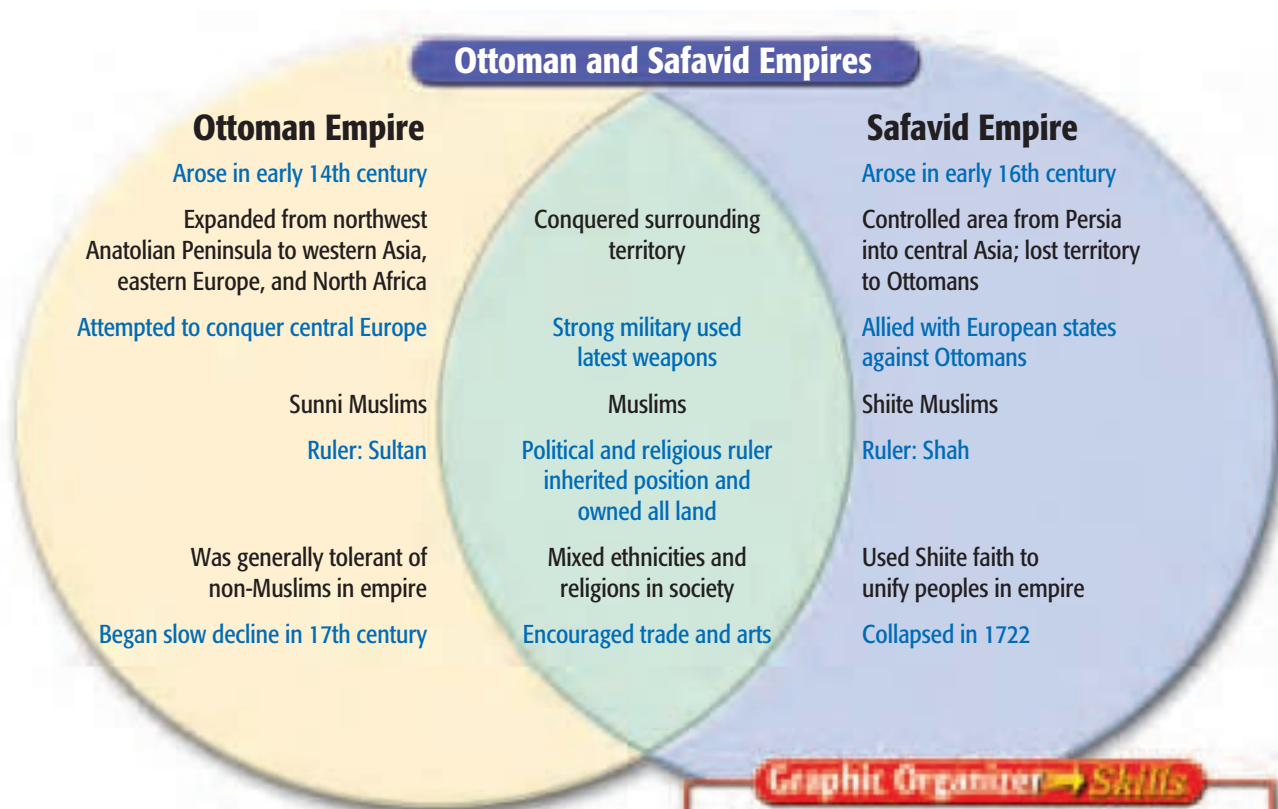 Ottoman and Safavid Empires
Ottoman Empire
Arose in early 14th century
Expanded from northwest
Anatolian Peninsula to western Asia,
eastern Europe, and North Africa
Attempted to conquer central Europe
Sunni Muslims
Ruler: Sultan
Was generally tolerant of
non-Muslims in empire
Began slow decline in 17th century
Conquered surrounding
territory
Strong military used
latest weapons
Muslims
Political and religious ruler
inherited position and
owned all land
Mixed ethnicities and
religions in society
Encouraged trade and arts
Safavid Empire
Arose in early 16th century
Controlled area from Persia
into central Asia; lost territory
to Ottomans
Allied with European states
against Ottomans
Shiite Muslims
Ruler: Shah
Used Shiite faith to
unify peoples in empire
Collapsed in 1722
Graphic Organizer Skills